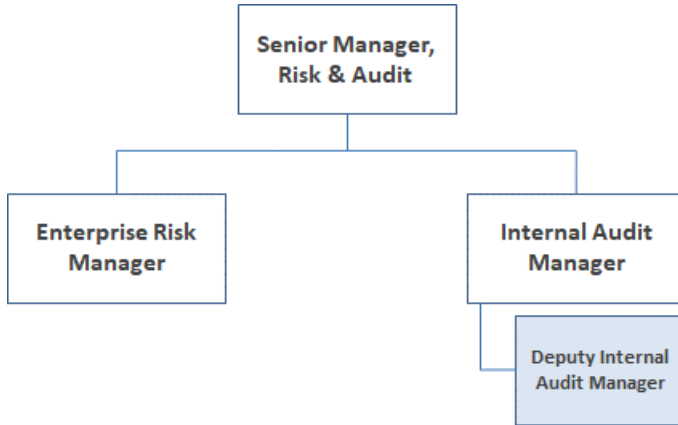 Senior Manager,
Risk & Audit
Enterprise Risk
Manager
Internal Audit
Manager
Deputy Internal
Audit Manager